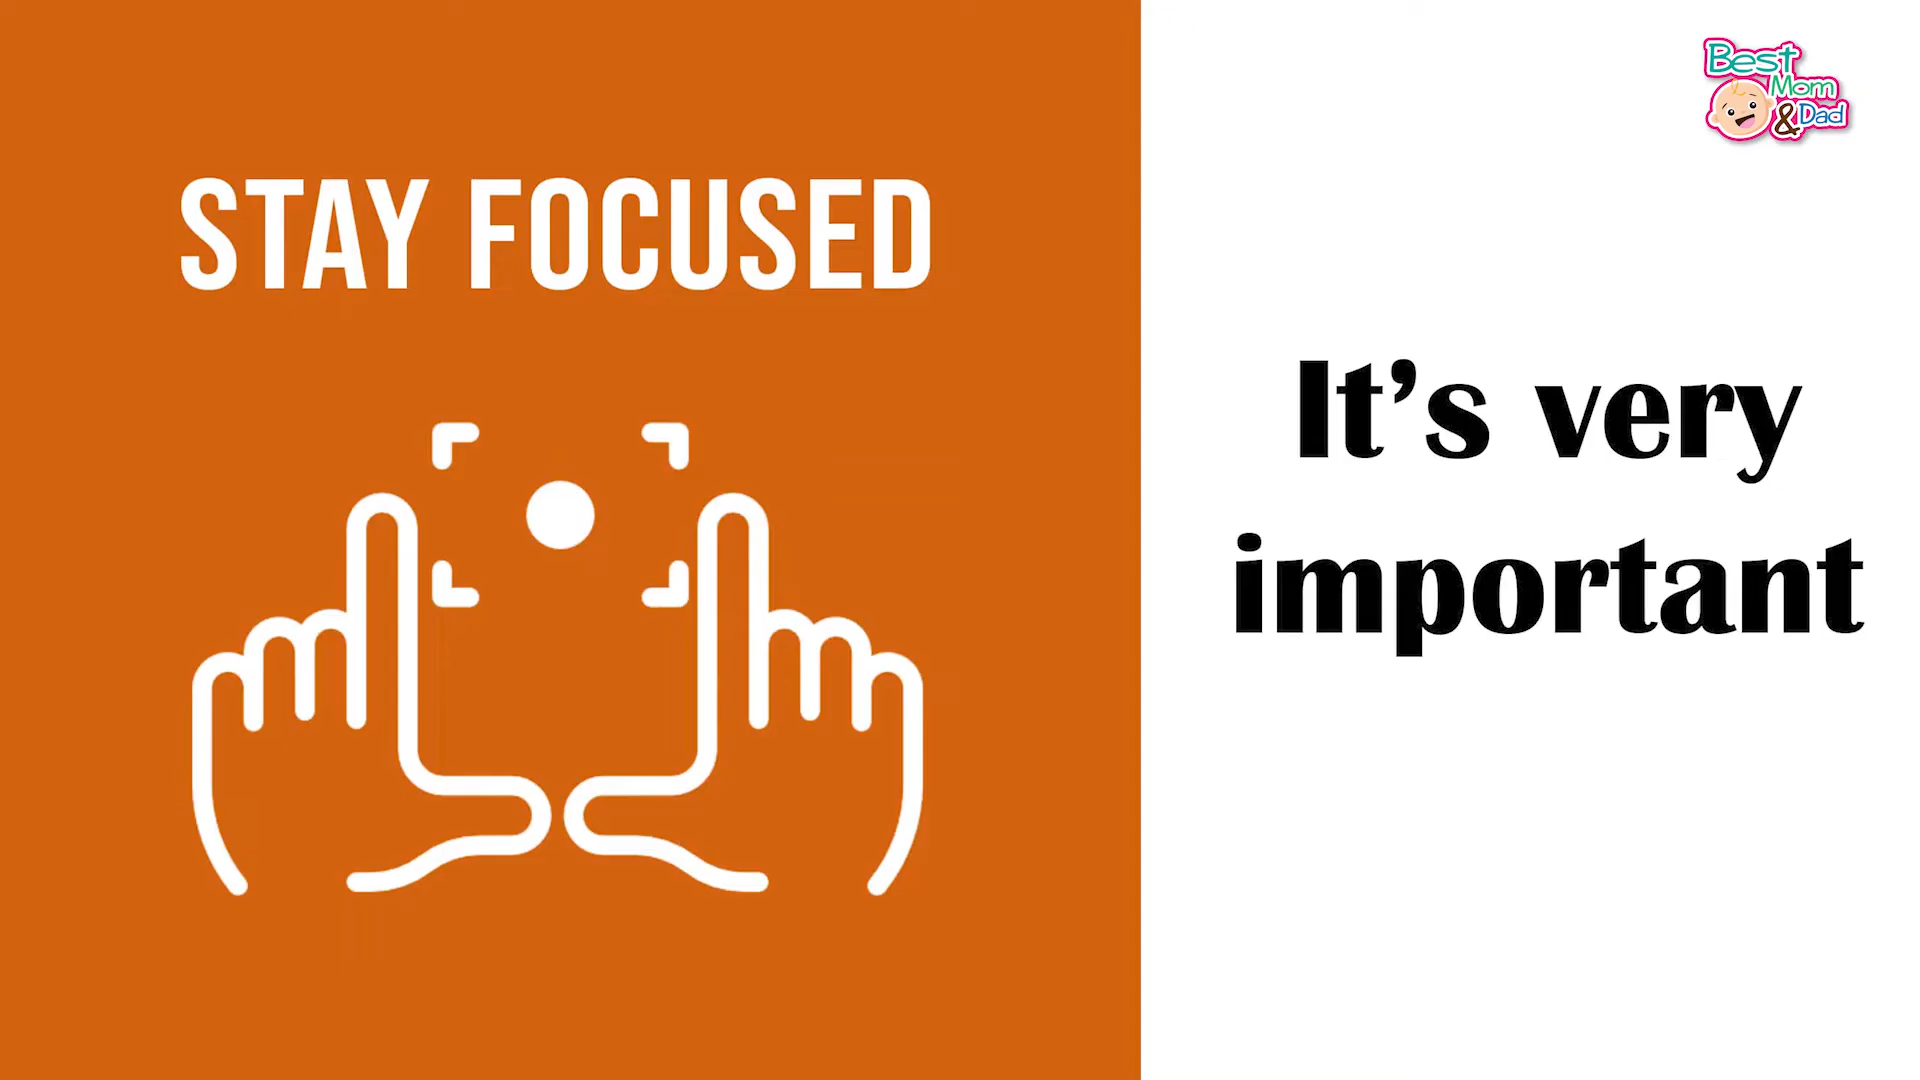 STAY FOCUSED
It’s very
important
Best
Mom
& Dad